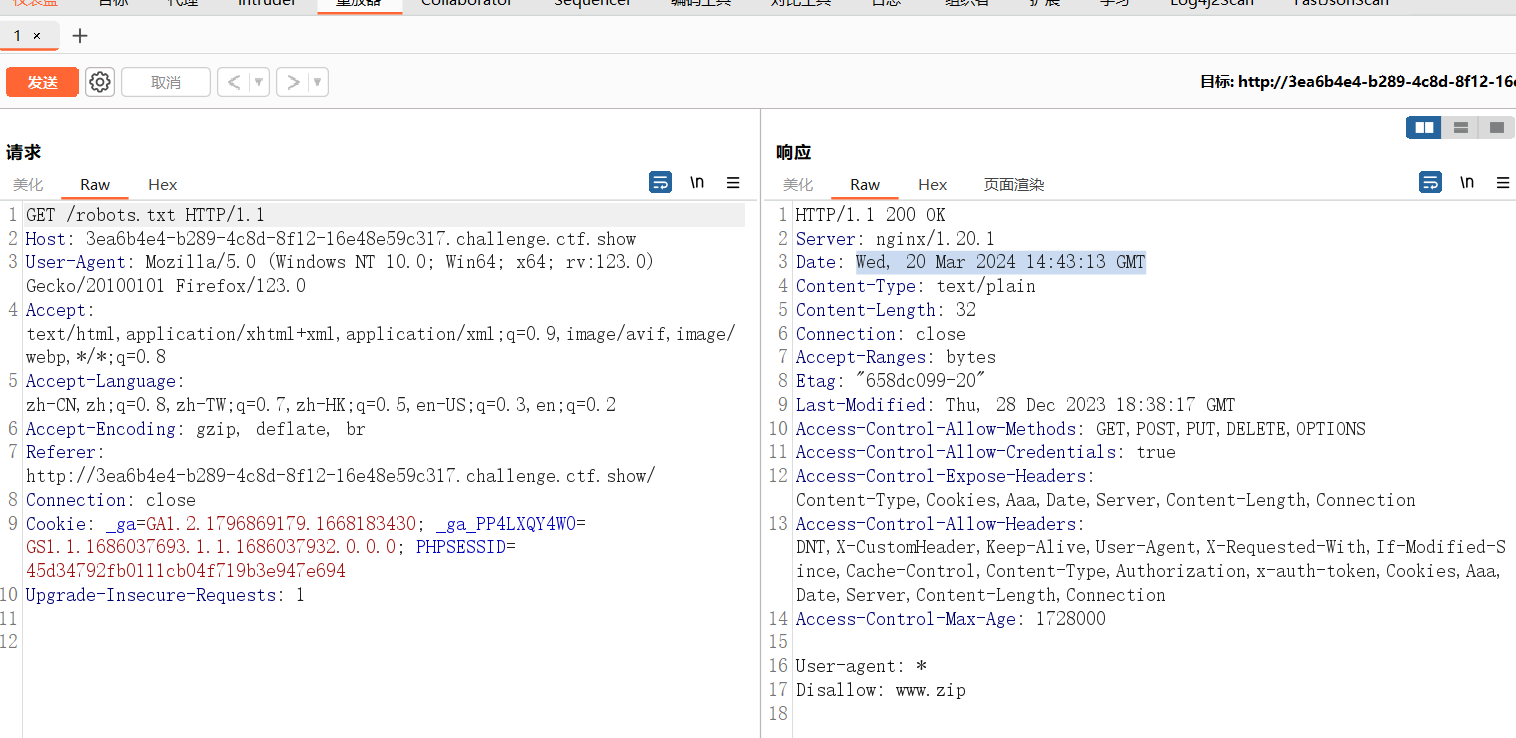 仪表盘 目标 代理 Intruder 重放器 Collaborator Sequencer 编码工具 对比工具 日志 组织者 扩展 学习 Log4j2Scan FastJsonScan
1 × +
发送 取消 < >
目标: http://3ea6b4e4-b289-4c8d-8f12-16
请求
美化 Raw Hex \n
1 GET /robots.txt HTTP/1.1
2 Host: 3ea6b4e4-b289-4c8d-8f12-16e48e59c317.challenge.ctf.show
3 User-Agent: Mozilla/5.0 (Windows NT 10.0; Win64; x64; rv:123.0)
Gecko/20100101 Firefox/123.0
4 Accept:
text/html,application/xhtml+xml,application/xml;q=0.9,image/avif,image/
webp,*/*;q=0.8
5 Accept-Language:
zh-CN,zh;q=0.8,zh-TW;q=0.7,zh-HK;q=0.5,en-US;q=0.3,en;q=0.2
6 Accept-Encoding: gzip, deflate, br
7 Referer:
http://3ea6b4e4-b289-4c8d-8f12-16e48e59c317.challenge.ctf.show/
8 Connection: close
9 Cookie: _ga=GA1.2.1796869179.1668183430; _ga_PP4LXQY4W0=
GS1.1.1686037693.1.1.1686037932.0.0.0; PHPSESSID=
45d34792fb0111cb04f719b3e947e694
10 Upgrade-Insecure-Requests: 1
11
12
响应
美化 Raw Hex 页面渲染 \n
1 HTTP/1.1 200 OK
2 Server: nginx/1.20.1
3 Date: Wed, 20 Mar 2024 14:43:13 GMT
4 Content-Type: text/plain
5 Content-Length: 32
6 Connection: close
7 Accept-Ranges: bytes
8 Etag: "658dc099-20"
9 Last-Modified: Thu, 28 Dec 2023 18:38:17 GMT
10 Access-Control-Allow-Methods: GET,POST,PUT,DELETE,OPTIONS
11 Access-Control-Allow-Credentials: true
12 Access-Control-Expose-Headers:
Content-Type,Cookies,Aaa,Date,Server,Content-Length,Connection
13 Access-Control-Allow-Headers:
DNT,X-CustomHeader,Keep-Alive,User-Agent,X-Requested-With,If-Modified-S
ince,Cache-Control,Content-Type,Authorization,x-auth-token,Cookies,Aaa,
Date,Server,Content-Length,Connection
14 Access-Control-Max-Age: 1728000
15
16 User-agent: *
17 Disallow: www.zip
18